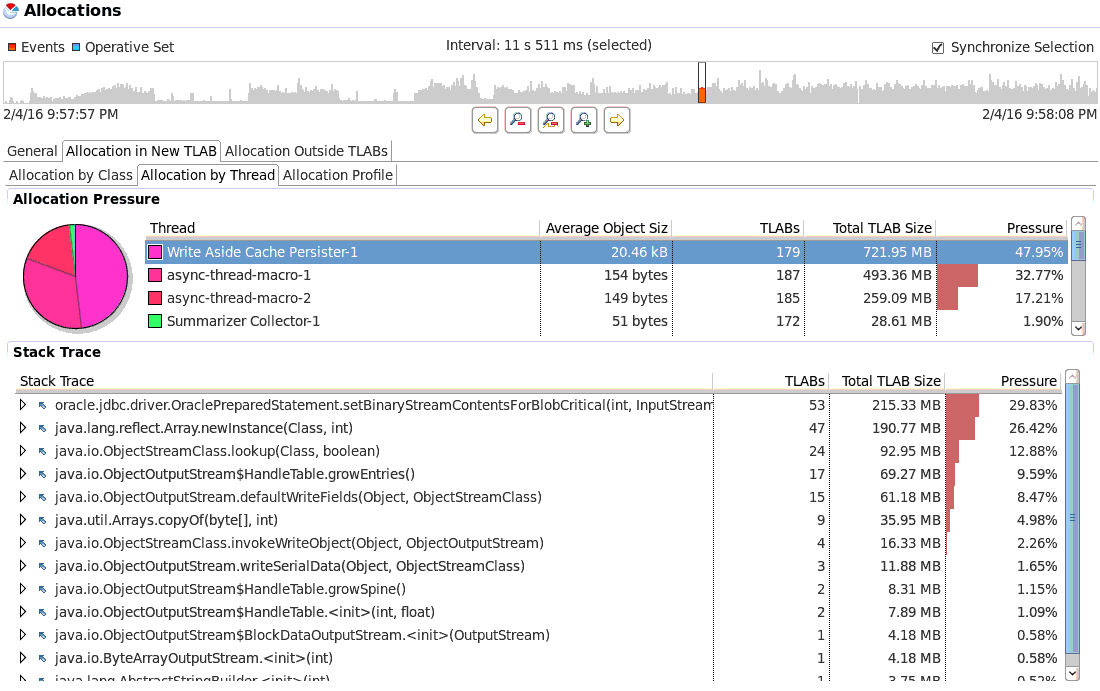 Allocations
Events Operative Set Interval: 11 s 511 ms (selected) Synchronize Selection
2/4/16 9:57:57 PM 2/4/16 9:58:08 PM
General Allocation in New TLAB Allocation Outside TLABs
Allocation by Class Allocation by Thread Allocation Profile
Allocation Pressure
Thread Average Object Siz TLABs Total TLAB Size Pressure
Write Aside Cache Persister-1 20.46 kB 179 721.95 MB 47.95%
async-thread-macro-1 154 bytes 187 493.36 MB 32.77%
async-thread-macro-2 149 bytes 185 259.09 MB 17.21%
Summarizer Collector-1 51 bytes 172 28.61 MB 1.90%
Stack Trace
Stack Trace TLABs Total TLAB Size Pressure
oracle.jdbc.driver.OraclePreparedStatement.setBinaryStreamContentsForBlobCritical(int, InputStream 53 215.33 MB 29.83%
java.lang.reflect.Array.newInstance(Class, int) 47 190.77 MB 26.42%
java.io.ObjectStreamClass.lookup(Class, boolean) 24 92.95 MB 12.88%
java.io.ObjectOutputStream$HandleTable.growEntries() 17 69.27 MB 9.59%
java.io.ObjectOutputStream.defaultWriteFields(Object, ObjectStreamClass) 15 61.18 MB 8.47%
java.util.Arrays.copyOf(byte[], int) 9 35.95 MB 4.98%
java.io.ObjectStreamClass.invokeWriteObject(Object, ObjectOutputStream) 4 16.33 MB 2.26%
java.io.ObjectOutputStream.writeSerialData(Object, ObjectStreamClass) 3 11.88 MB 1.65%
java.io.ObjectOutputStream$HandleTable.growSpine() 2 8.31 MB 1.15%
java.io.ObjectOutputStream$HandleTable.<init>(int, float) 2 7.89 MB 1.09%
java.io.ObjectOutputStream$BlockDataOutputStream.<init>(OutputStream) 1 4.18 MB 0.58%
java.io.ByteArrayOutputStream.<init>(int) 1 4.18 MB 0.58%
java.lang.AbstractStringBuilder.<init>(int) 1 3.75 MB 0.52%